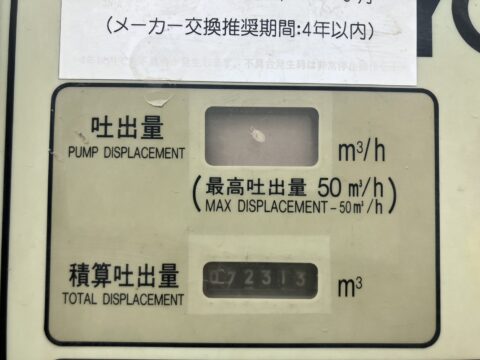 (メーカー交換推奨期間:4年以内)
吐出量
PUMP DISPLACEMENT
m³/h
(最高吐出量 50㎥/h)
MAX DISPLACEMENT-50㎥/h
積算吐出量
TOTAL DISPLACEMENT
072313
m³